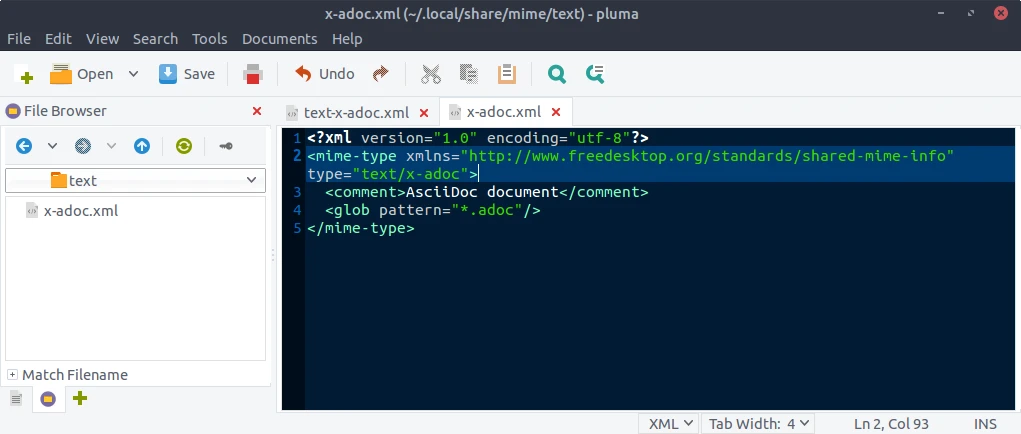 x-adoc.xml (~/.local/share/mime/text) - pluma
File Edit View Search Tools Documents Help
Open Save Undo
File Browser
text-x-adoc.xml x-adoc.xml
text
x-adoc.xml
Match Filename
1 <?xml version="1.0" encoding="utf-8"?>
2 <mime-type xmlns="http://www.freedesktop.org/standards/shared-mime-info"
type="text/x-adoc">
3 <comment>AsciiDoc document</comment>
4 <glob pattern="*.adoc"/>
5 </mime-type>
XML Tab Width: 4 Ln 2, Col 93 INS